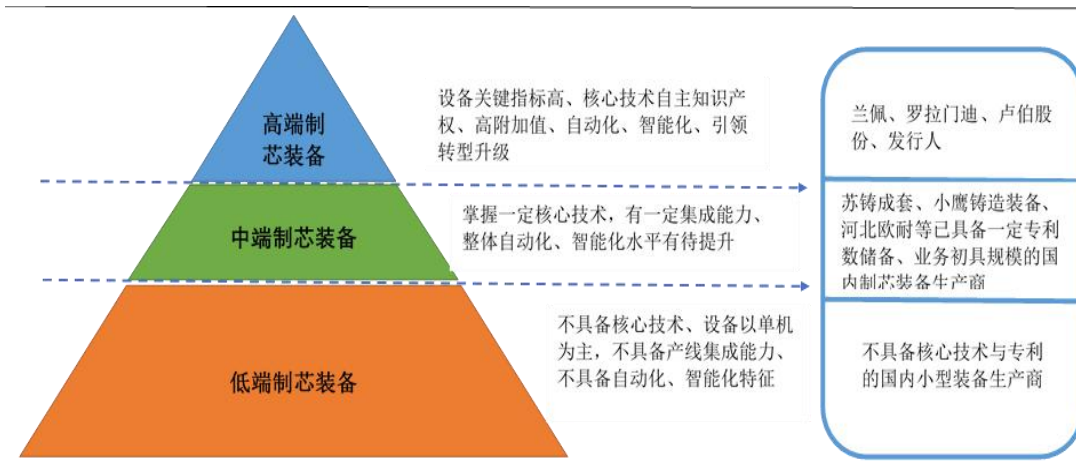 高端制
芯装备
设备关键指标高、核心技术自主知识产
权、高附加值、自动化、智能化、引领
转型升级
兰佩、罗拉门迪、卢伯股
份、发行人
中端制芯装备
掌握一定核心技术，有一定集成能力、
整体自动化、智能化水平有待提升
苏铸成套、小鹰铸造装备、
河北欧耐等已具备一定专利
数储备、业务初具规模的国
内制芯装备生产商
低端制芯装备
不具备核心技术、设备以单机
为主，不具备产线集成能力、
不具备自动化、智能化特征
不具备核心技术与专利
的国内小型装备生产商